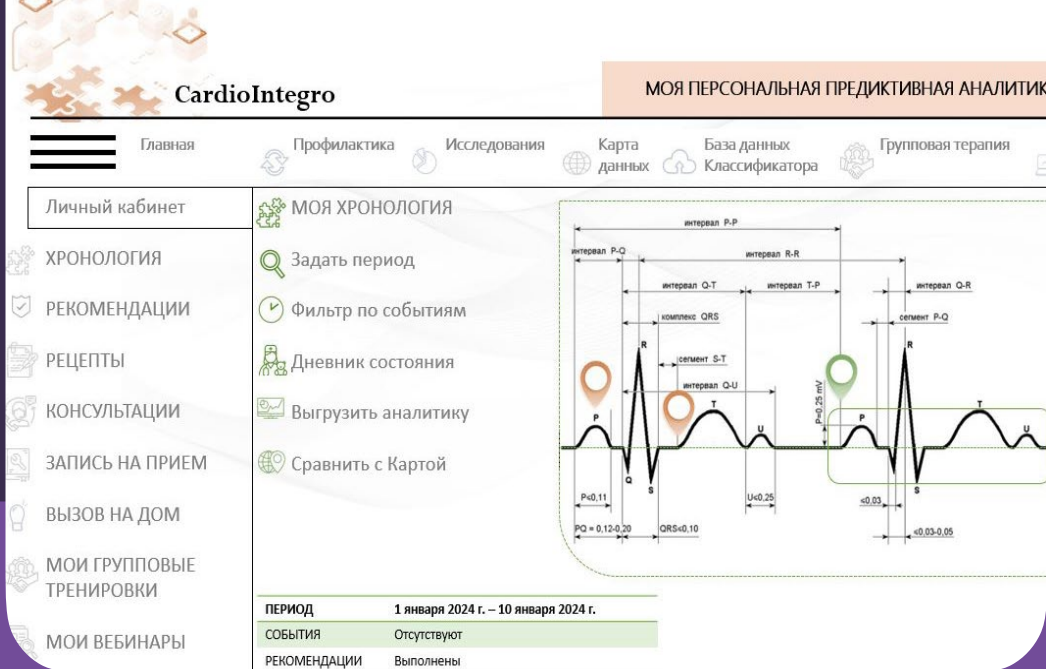 CardioIntegro
МОЯ ПЕРСОНАЛЬНАЯ ПРЕДИКТИВНАЯ АНАЛИТИК
Главная
Профилактика
Исследования
Карта
данных
База данных
Классификатора
Групповая терапия
Личный кабинет
ХРОНОЛОГИЯ
РЕКОМЕНДАЦИИ
РЕЦЕПТЫ
КОНСУЛЬТАЦИИ
ЗАПИСЬ НА ПРИЕМ
ВЫЗОВ НА ДОМ
МОИ ГРУППОВЫЕ
ТРЕНИРОВКИ
МОИ ВЕБИНАРЫ
МОЯ ХРОНОЛОГИЯ
Задать период
Фильтр по событиям
Дневник состояния
Выгрузить аналитику
Сравнить с Картой
интервал P-P
интервал P-Q
интервал R-R
интервал Q-T
интервал T-P
интервал Q-R
комплекс QRS
сегмент P-Q
R
R
сегмент S-T
интервал Q-U
P=0,25 mV
P
T
U
P
T
U
Q
S
S
P<0,11
U<0,25
<0.03
PQ = 0,12-0,20
QRS<0,10
<0,03-0,05
ПЕРИОД 1 января 2024 г. – 10 января 2024 г.
СОБЫТИЯ Отсутствуют
РЕКОМЕНДАЦИИ Выполнены